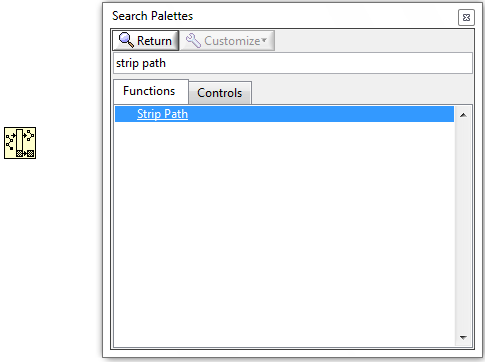 Search Palettes
Return Customize
strip path
Functions Controls
Strip Path